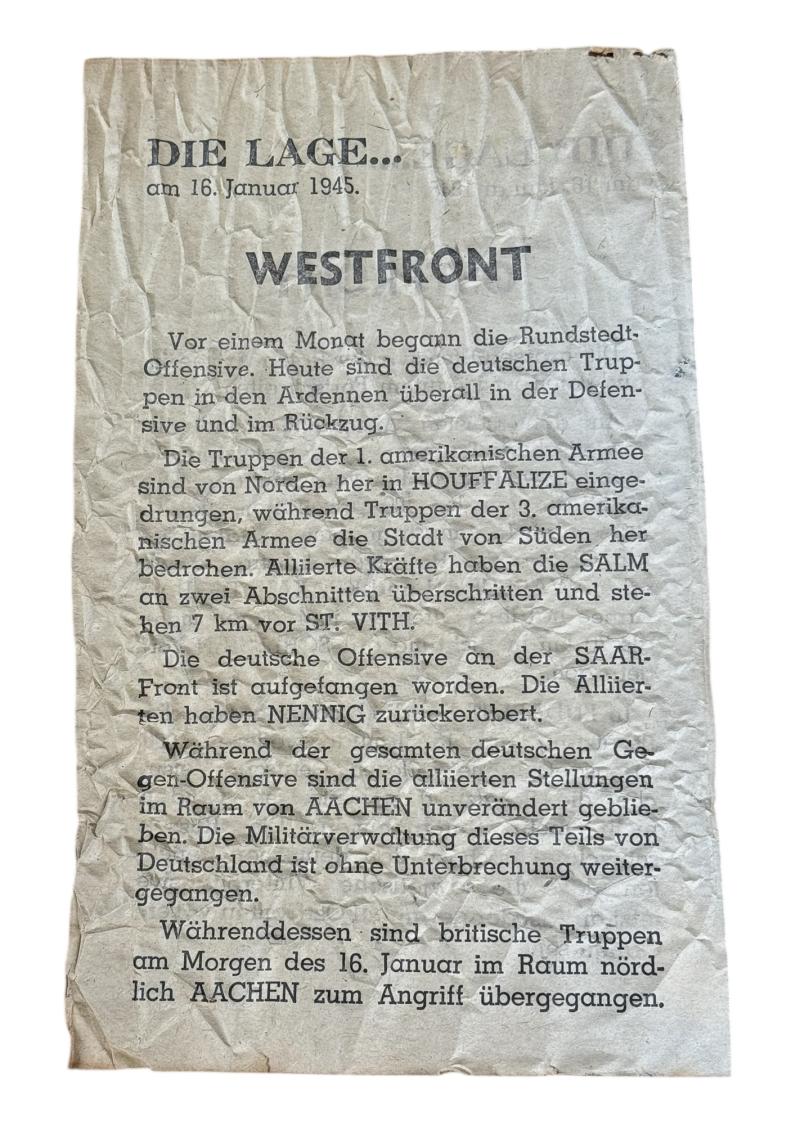 DIE LAGE...
am 16. Januar 1945.
WESTFRONT
Vor einem Monat begann die Rundstedt-
Offensive. Heute sind die deutschen Trup-
pen in den Ardennen überall in der Defen-
sive und im Rückzug.
Die Truppen der 1. amerikanischen Armee
sind von Norden her in HOUFFALIZE einge-
drungen, während Truppen der 3. amerika-
nischen Armee die Stadt von Süden her
bedrohen. Alliierte Kräfte haben die SALM
an zwei Abschnitten überschritten und ste-
hen 7 km vor ST. VITH.
Die deutsche Offensive an der SAAR-
Front ist aufgefangen worden. Die Alliier-
ten haben NENNIG zurückerobert.
Während der gesamten deutschen Ge-
gen-Offensive sind die alliierten Stellungen
im Raum von AACHEN unverändert geblie-
ben. Die Militärverwaltung dieses Teils von
Deutschland ist ohne Unterbrechung weiter-
gegangen.
Währenddessen sind britische Truppen
am Morgen des 16. Januar im Raum nörd-
lich AACHEN zum Angriff übergegangen.